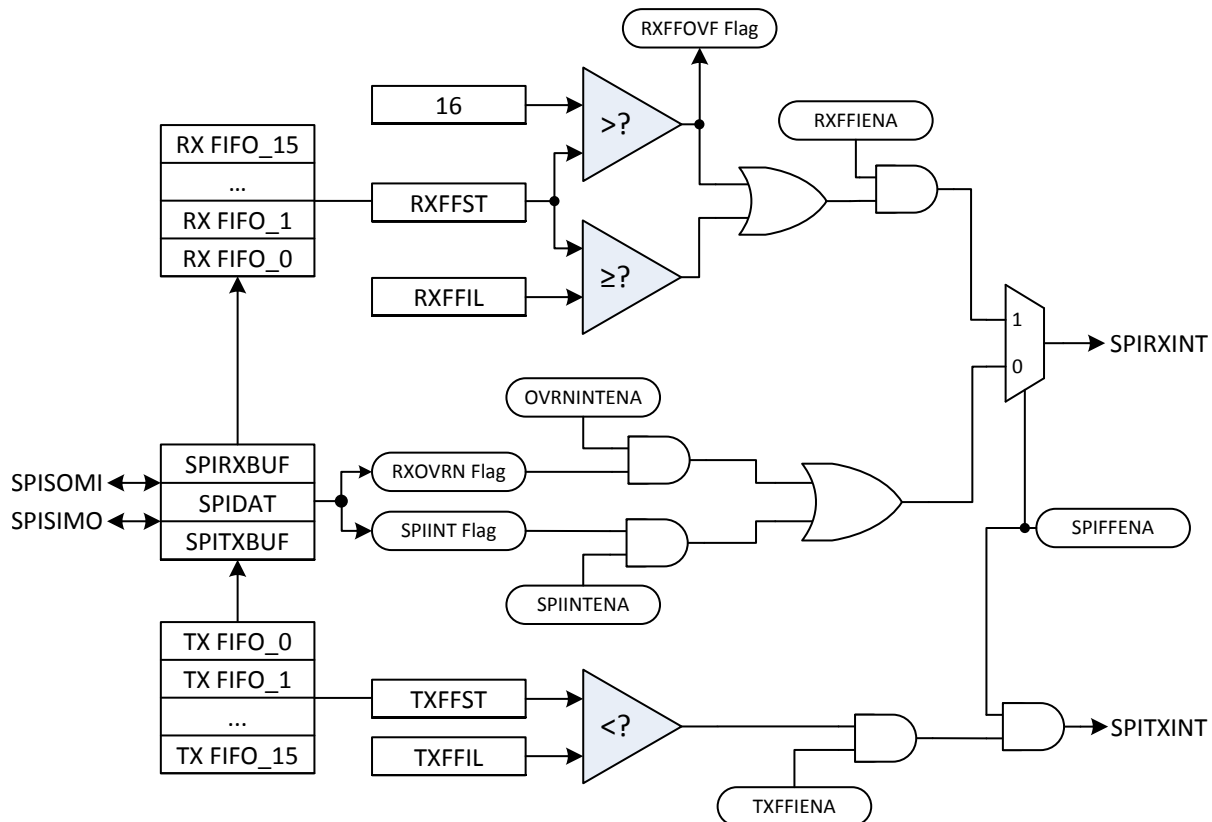 RXFFOVF Flag
16
>?
RXFFIENA
RX FIFO_15
...
RX FIFO_1
RX FIFO_0
RXFFST
RXFFIL
≥?
1
0
SPIRXINT
OVRNINTENA
SPISOMI
SPISIMO
SPIRXBUF
SPIDAT
SPITXBUF
RXOVRN Flag
SPIINT Flag
SPIINTENA
SPIFFENA
TX FIFO_0
TX FIFO_1
...
TX FIFO_15
TXFFST
TXFFIL
<?
TXFFIENA
SPITXINT